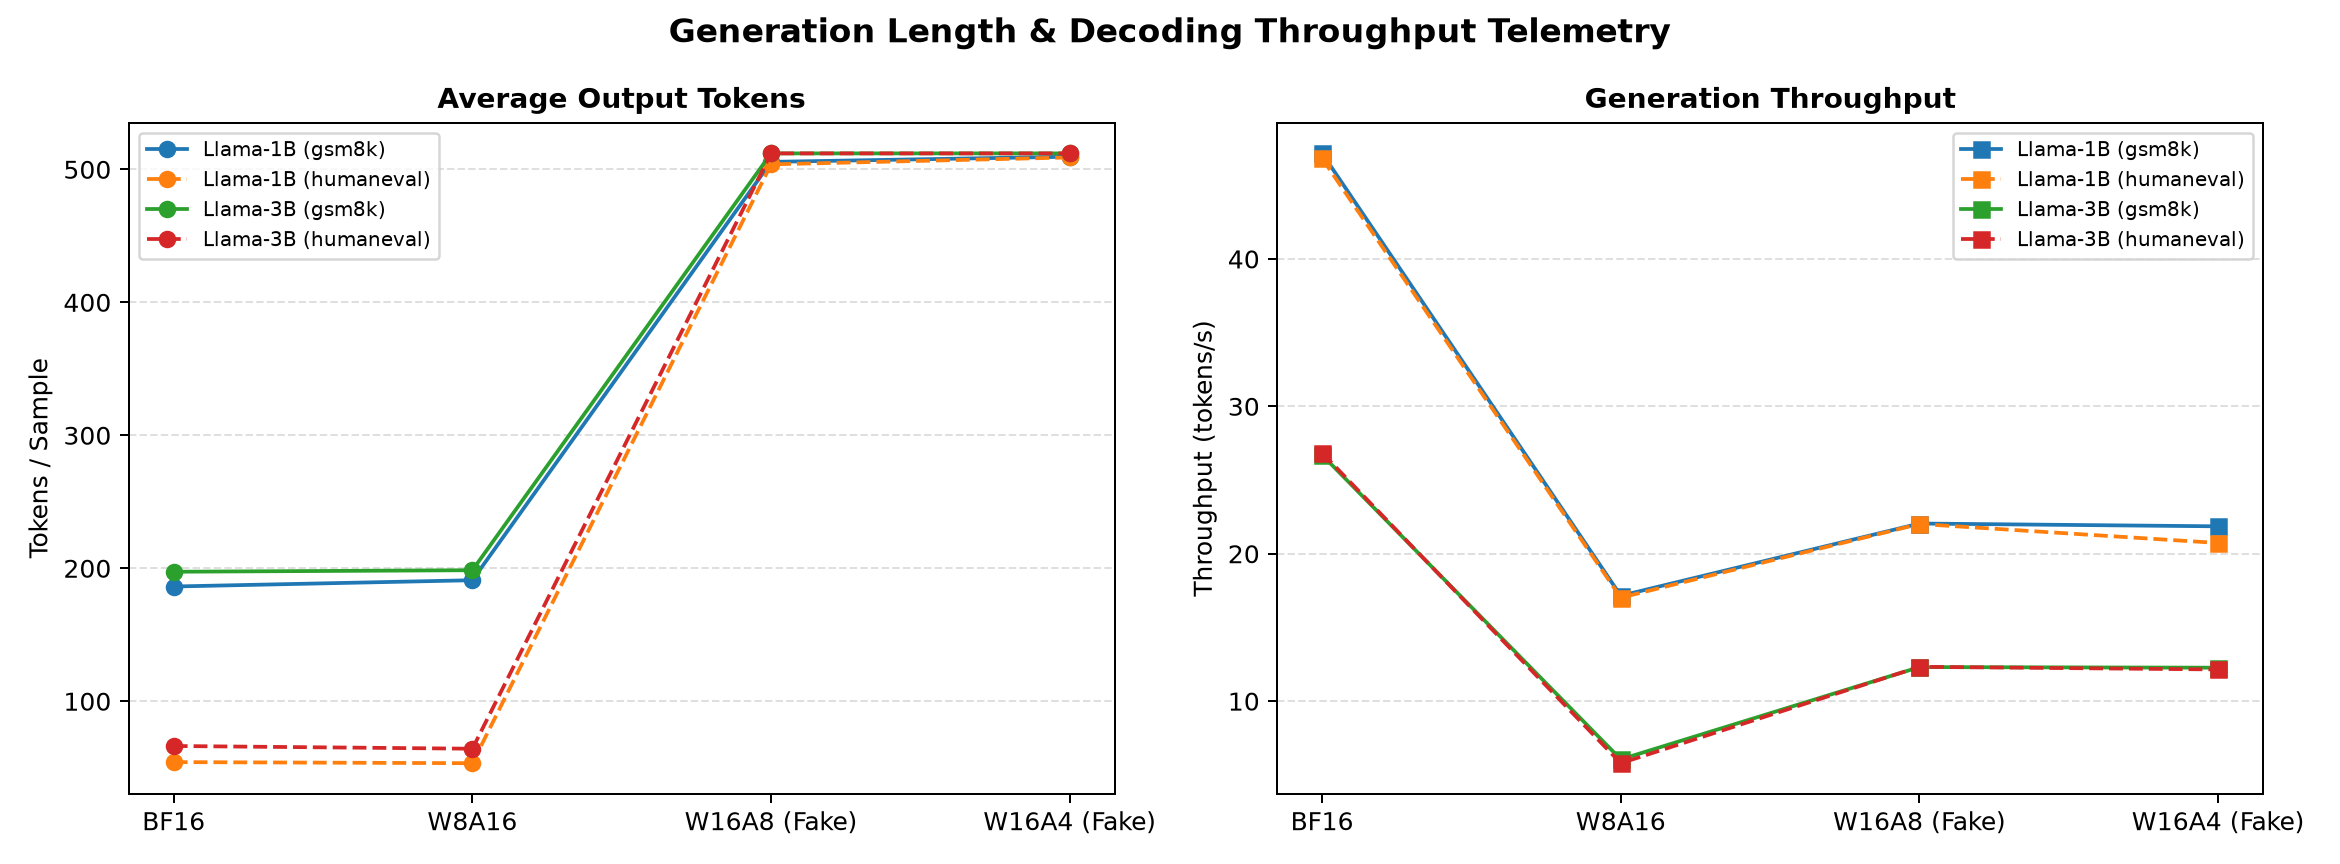 Generation Length & Decoding Throughput Telemetry
Average Output Tokens
Llama-1B (gsm8k)
Llama-1B (humaneval)
Llama-3B (gsm8k)
Llama-3B (humaneval)
500
400
300
200
100
Tokens / Sample
BF16
W8A16
W16A8 (Fake)
W16A4 (Fake)
Generation Throughput
Llama-1B (gsm8k)
Llama-1B (humaneval)
Llama-3B (gsm8k)
Llama-3B (humaneval)
40
30
20
10
Throughput (tokens/s)
BF16
W8A16
W16A8 (Fake)
W16A4 (Fake)